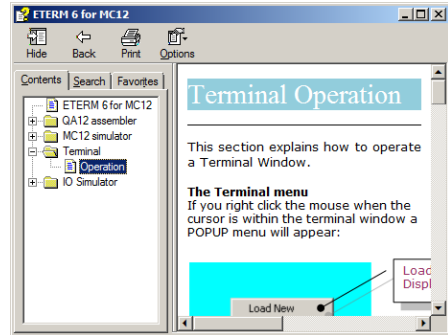 ETERM 6 for MC12
Hide Back Print Options
Contents Search Favorites
ETERM 6 for MC12
QA12 assembler
MC12 simulator
Terminal
Operation
IO Simulator
Terminal Operation
This section explains how to operate
a Terminal Window.
The Terminal menu
If you right click the mouse when the
cursor is within the terminal window a
POPUP menu will appear:
Load New
Load
Displ